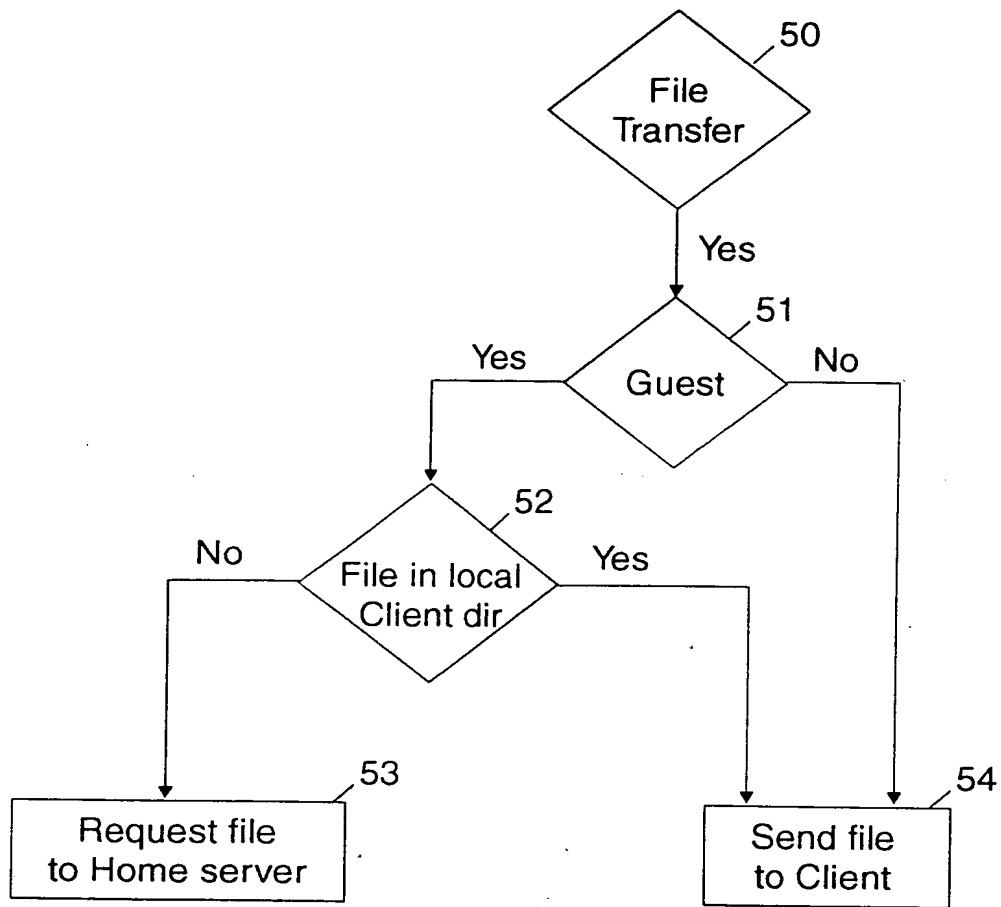 50
File
Transfer
Yes
51
Yes
No
Guest
52
No
Yes
File in local
Client dir
53
54
Request file
to Home server
Send file
to Client